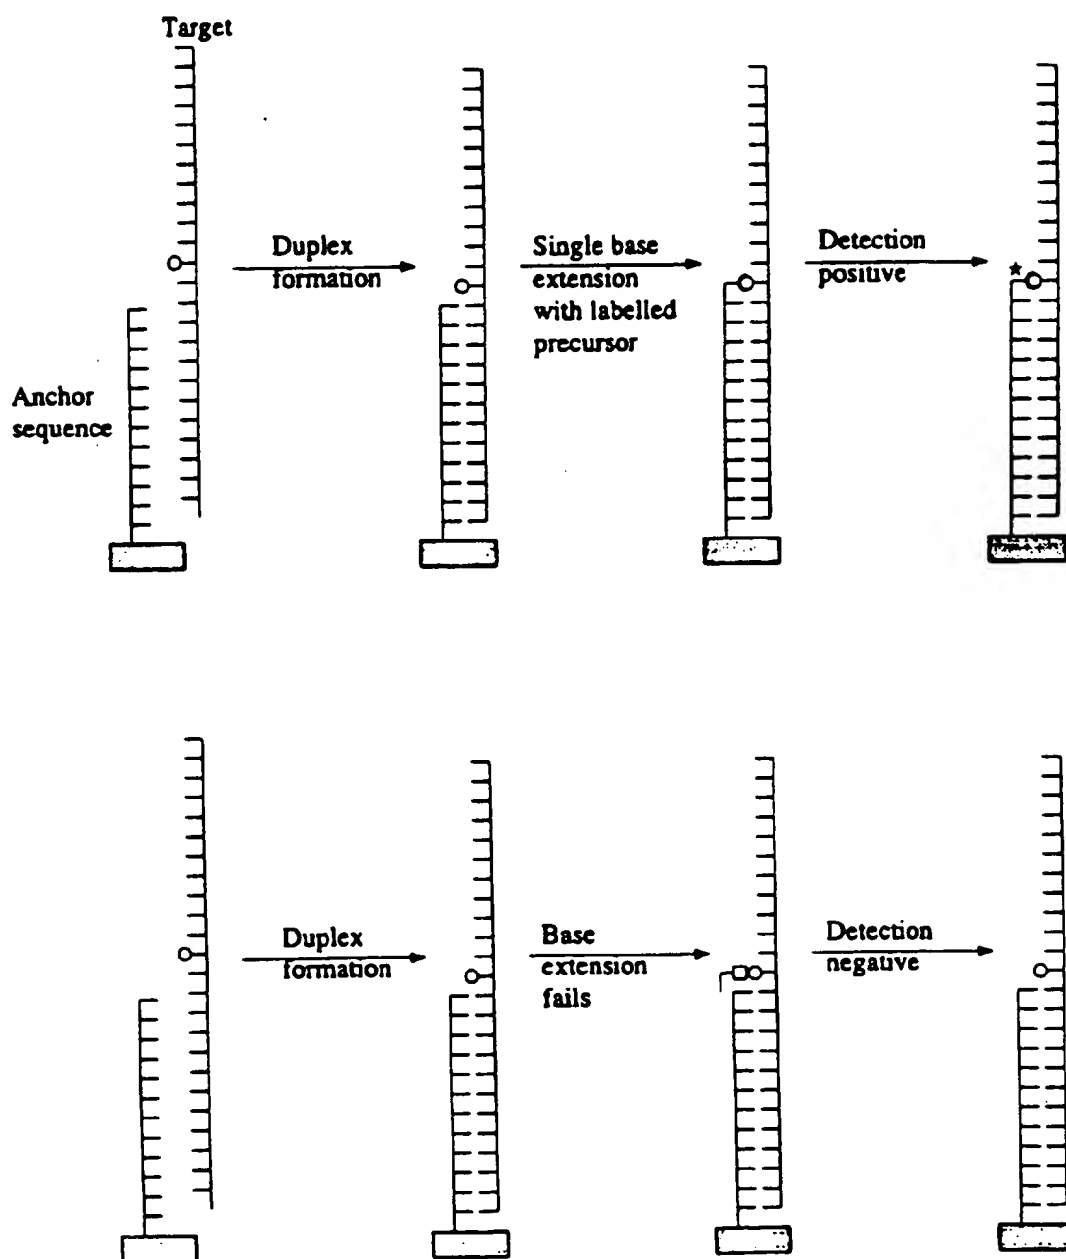 Target
Duplex
formation
Single base
extension
with labelled
precursor
Detection
positive
*
Anchor
sequence
Duplex
formation
Base
extension
fails
Detection
negative